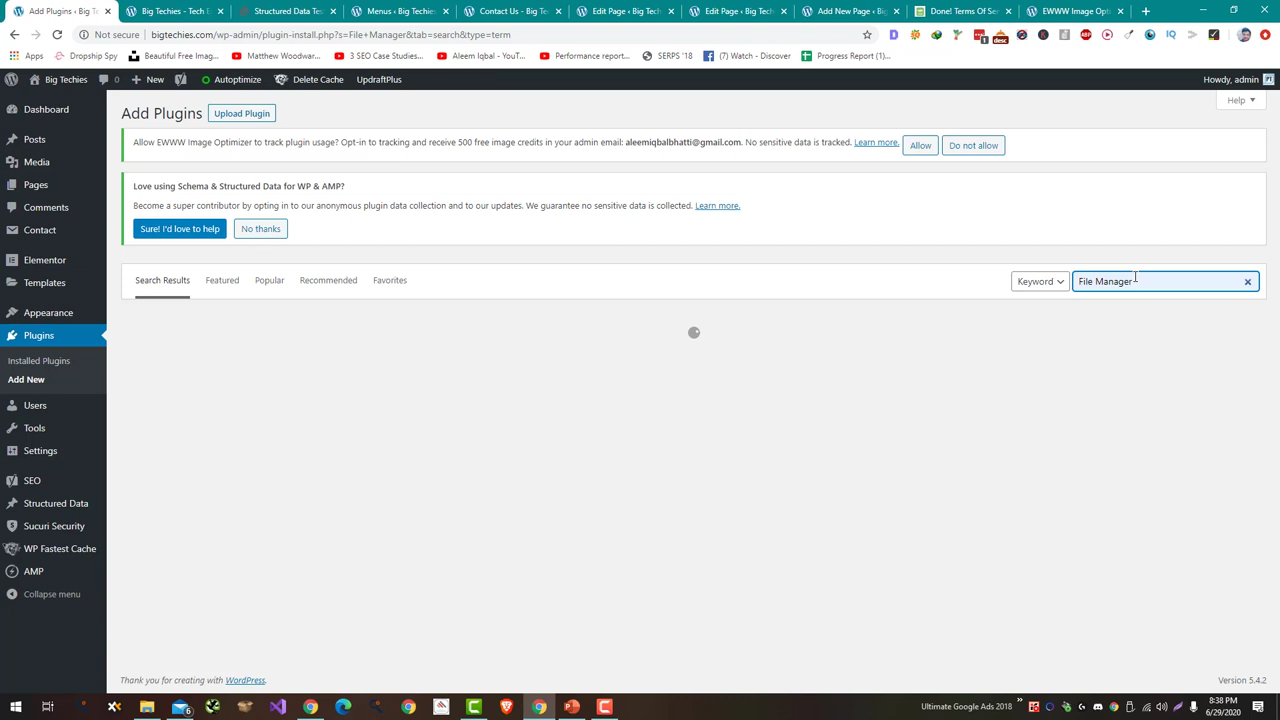 Add Plugins ‹ Big T
Big Techies - Tech E
Structured Data Tes
Menus ‹ Big Techies
Contact Us - Big Te
Edit Page ‹ Big Tech
Edit Page ‹ Big Tech
Add New Page ‹ Big
Done! Terms Of Ser
EWWW Image Opti
Not secure bigtechies.com/wp-admin/plugin-install.php?s=File+Manager&tab=search&type=term
Apps Dropship Spy Beautiful Free Imag... Matthew Woodwar... 3 SEO Case Studies... Aleem Iqbal - YouT... Performance report... SERPS '18 (7) Watch - Discover Progress Report (1)...
Big Techies 0 New Autoptimize Delete Cache UpdraftPlus Howdy, admin
Dashboard
Posts
Media
Pages
Comments
Contact
Elementor
Templates
Appearance
Plugins
Installed Plugins
Add New
Users
Tools
Settings
SEO
Structured Data
Sucuri Security
WP Fastest Cache
AMP
Collapse menu
Help
Add Plugins Upload Plugin
Allow EWWW Image Optimizer to track plugin usage? Opt-in to tracking and receive 500 free image credits in your admin email: aleemiqbalbhatti@gmail.com. No sensitive data is tracked. Learn more. Allow Do not allow
Love using Schema & Structured Data for WP & AMP?
Become a super contributor by opting in to our anonymous plugin data collection and to our updates. We guarantee no sensitive data is collected. Learn more.
Sure! I'd love to help No thanks
Search Results Featured Popular Recommended Favorites Keyword File Manager
Thank you for creating with WordPress. Version 5.4.2
Ultimate Google Ads 2018
8:38 PM
6/29/2020